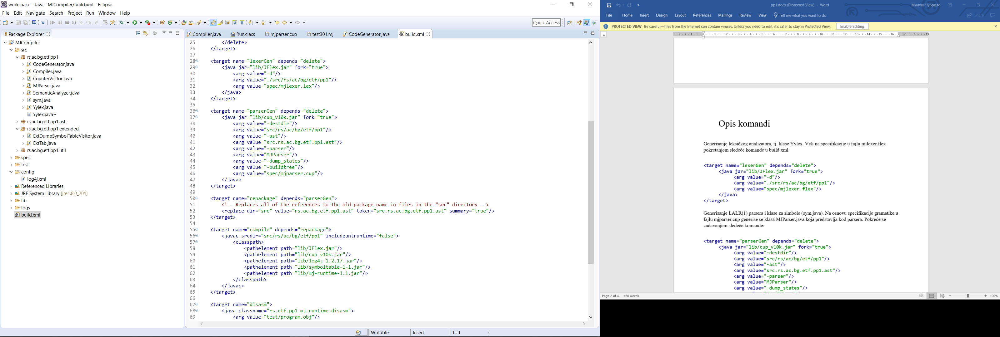 workspace - Java - MJCompiler/build.xml - Eclipse
File Edit Navigate Search Project Run Window Help
Quick Access
Package Explorer
MJCompiler
src
rs.ac.bg.etf.pp1
CodeGenerator.java
Compiler.java
CounterVisitor.java
MJParser.java
SemanticAnalyzer.java
sym.java
Yylex.java
Yylex.java~
rs.ac.bg.etf.pp1.ast
rs.ac.bg.etf.pp1.extended
ExtDumpSymbolTableVisitor.java
ExtTab.java
rs.ac.bg.etf.pp1.util
spec
test
config
log4j.xml
Referenced Libraries
JRE System Library [jre1.8.0_201]
lib
logs
build.xml
Compiler.java Run.class mjparser.cup test301.mj CodeGenerator.java build.xml
25 </delete>
26 </target>
27
28 <target name="lexerGen" depends="delete">
29 <java jar="lib/JFlex.jar" fork="true">
30 <arg value="-d"/>
31 <arg value="./src/rs/ac/bg/etf/pp1"/>
32 <arg value="spec/mjlexer.lex"/>
33 </java>
34 </target>
35
36 <target name="parserGen" depends="delete">
37 <java jar="lib/cup_v10k.jar" fork="true">
38 <arg value="-destdir"/>
39 <arg value="src/rs/ac/bg/etf/pp1"/>
40 <arg value="-ast"/>
41 <arg value="src.rs.ac.bg.etf.pp1.ast"/>
42 <arg value="-parser"/>
43 <arg value="MJParser"/>
44 <arg value="-dump_states"/>
45 <arg value="-buildtree"/>
46 <arg value="spec/mjparser.cup"/>
47 </java>
48 </target>
49
50 <target name="repackage" depends="parserGen">
51 <!-- Replaces all of the references to the old package name in files in the "src" directory -->
52 <replace dir="src" value="rs.ac.bg.etf.pp1.ast" token="src.rs.ac.bg.etf.pp1.ast" summary="true"/>
53 </target>
54
55 <target name="compile" depends="repackage">
56 <javac srcdir="src/rs/ac/bg/etf/pp1" includeantruntime="false">
57 <classpath>
58 <pathelement path="lib/JFlex.jar"/>
59 <pathelement path="lib/cup_v10k.jar"/>
60 <pathelement path="lib/log4j-1.2.17.jar"/>
61 <pathelement path="lib/symboltable-1-1.jar"/>
62 <pathelement path="lib/mj-runtime-1.1.jar"/>
63 </classpath>
64 </javac>
65 </target>
66
67 <target name="disasm">
68 <java classname="rs.etf.pp1.mj.runtime.disasm">
69 <arg value="test/program.obj"/>
Writable Insert 1 : 1
pp1.docx (Protected View) - Word
Милош Чубрило
File Home Insert Design Layout References Mailings Review View Tell me what you want to do Share
PROTECTED VIEW Be careful—files from the Internet can contain viruses. Unless you need to edit, it's safer to stay in Protected View. Enable Editing
2 1 1 2 3 4 5 6 7 8 9 10 11 12 13 14 15 16 17 18 19
Opis komandi
Generisanje leksičkog analizatora, tj. klase Yylex. Vrši na specifikacije u fajlu mjlexer.flex
pokretanjem sledeće komande u build.xml
<target name="lexerGen" depends="delete">
<java jar="lib/JFlex.jar" fork="true">
<arg value="-d"/>
<arg value="./src/rs/ac/bg/etf/pp1"/>
<arg value="spec/mjlexer.flex"/>
</java>
</target>
Generisanje LALR(1) parsera i klase za simbole (sym.java). Na osnovu specifikacije gramatike u
fajlu mjparser.cup generise se klasa MJParser.java koja predstavlja kod parsera. Pokreće se
zadavanjem sledeće komande:
<target name="parserGen" depends="delete">
<java jar="lib/cup_v10k.jar" fork="true">
<arg value="-destdir"/>
<arg value="src/rs/ac/bg/etf/pp1"/>
<arg value="-ast"/>
<arg value="src.rs.ac.bg.etf.pp1.ast"/>
<arg value="-parser"/>
<arg value="MJParser"/>
<arg value="-dump_states"/>
Page 2 of 4 460 words 100%